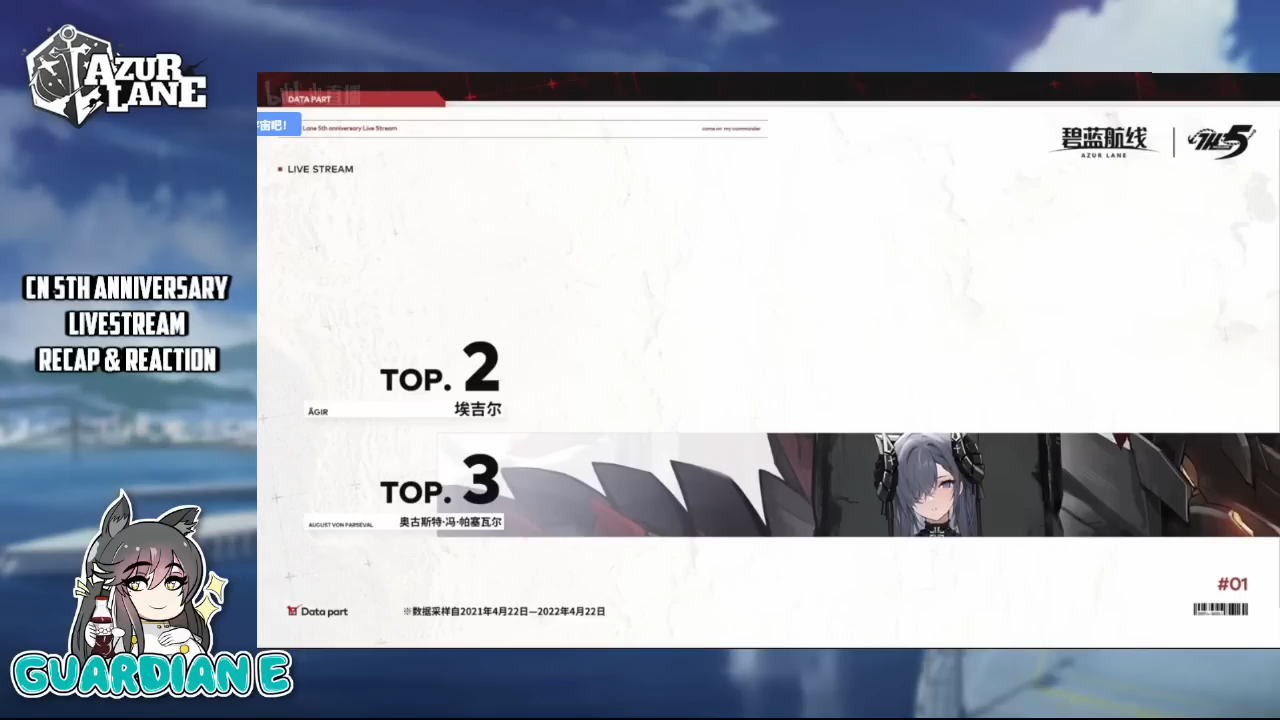 AZUR
LANE
CN 5TH ANNIVERSARY
LIVESTREAM
RECAP & REACTION
GUARDIAN E
DATA PART
宙吧！
Lane 5th anniversary Live Stream
come on my commander
碧蓝航线
AZUR LANE
5
LIVE STREAM
TOP. 2
ÄGIR
埃吉尔
TOP. 3
AUGUST VON PARSEVAL
奥古斯特·冯·帕塞瓦尔
#01
Data part
※数据采样自2021年4月22日—2022年4月22日